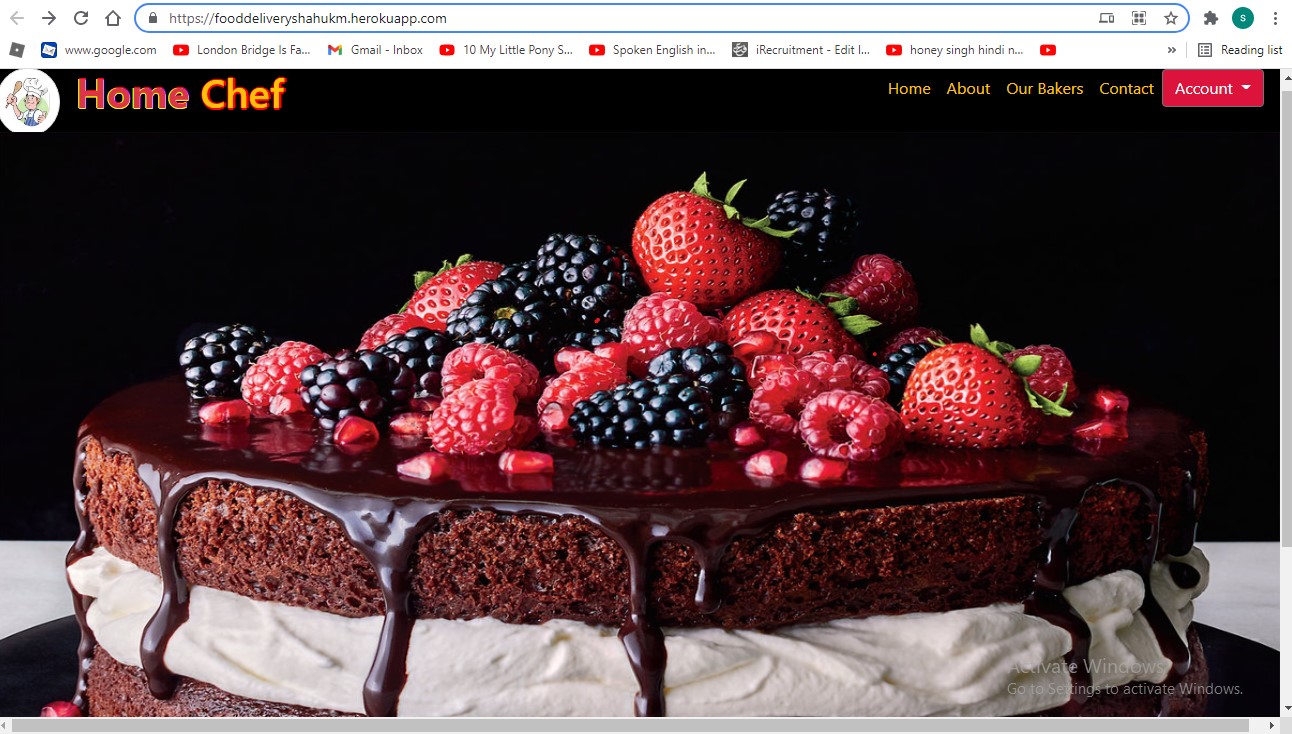 https://fooddeliveryshahukm.herokuapp.com
S
www.google.com London Bridge Is Fa... Gmail - Inbox 10 My Little Pony S... Spoken English in... iRecruitment - Edit I... honey singh hindi n... » Reading list
Home Chef Home About Our Bakers Contact Account
Activate Windows
Go to Settings to activate Windows.